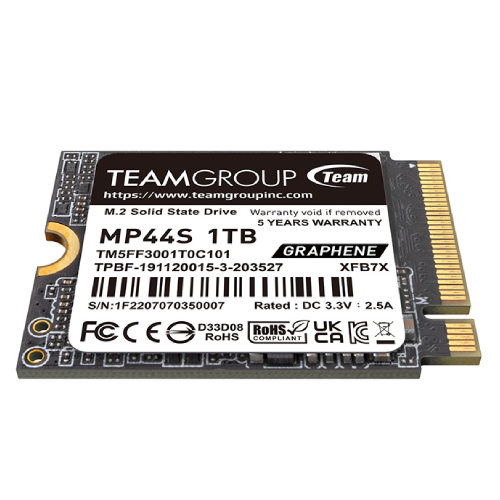 TEAMGROUP Team
https://www.teamgroupinc.com
M.2 Solid State Drive
Warranty void if removed
5 YEARS WARRANTY
MP44S 1TB
GRAPHENE
TM5FF3001T0C101
TPBF-191120015-3-203527
XFB7X
S/N:1F2207070350007
Rated : DC 3.3V ⎓ 2.5A
FC CE D33D08
RoHS
RoHS
COMPLIANT
UK
CA